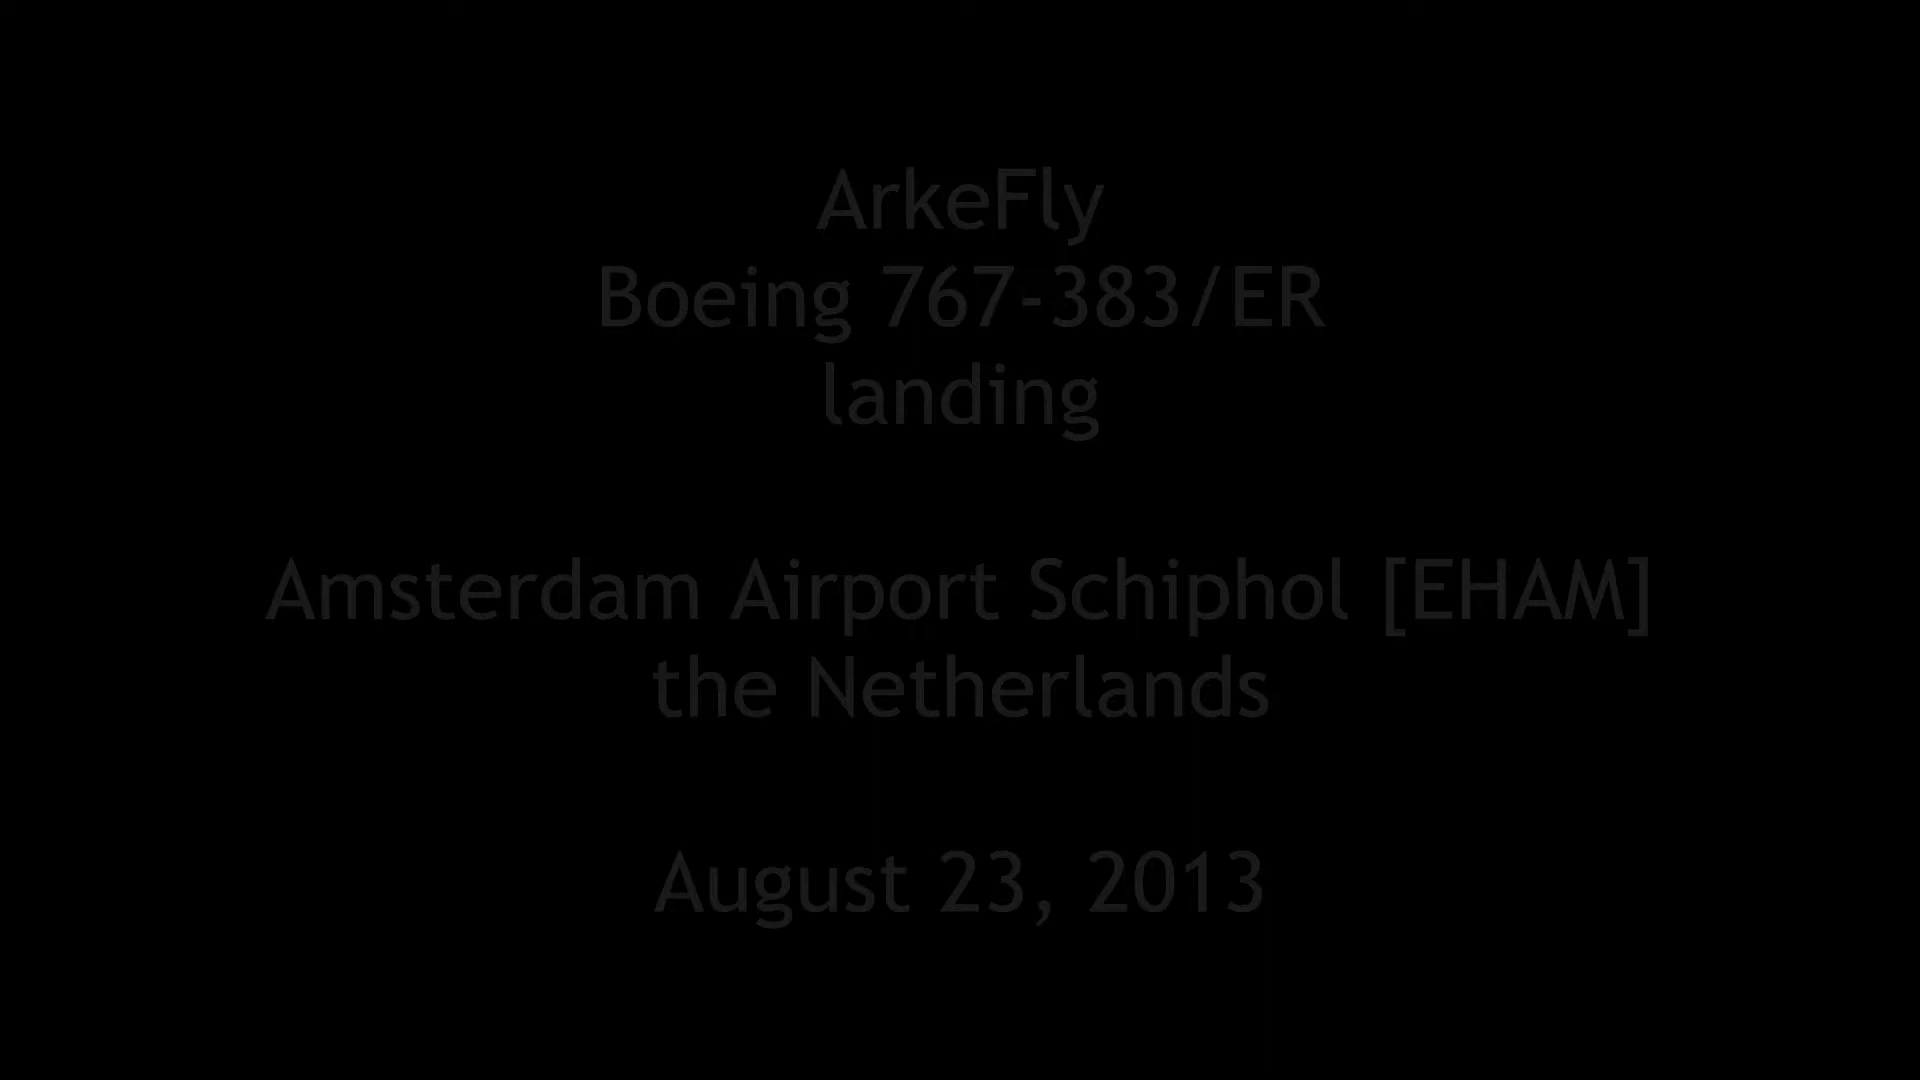 ArkeFly
Boeing 767-383/ER
landing
Amsterdam Airport Schiphol [EHAM]
the Netherlands
August 23, 2013